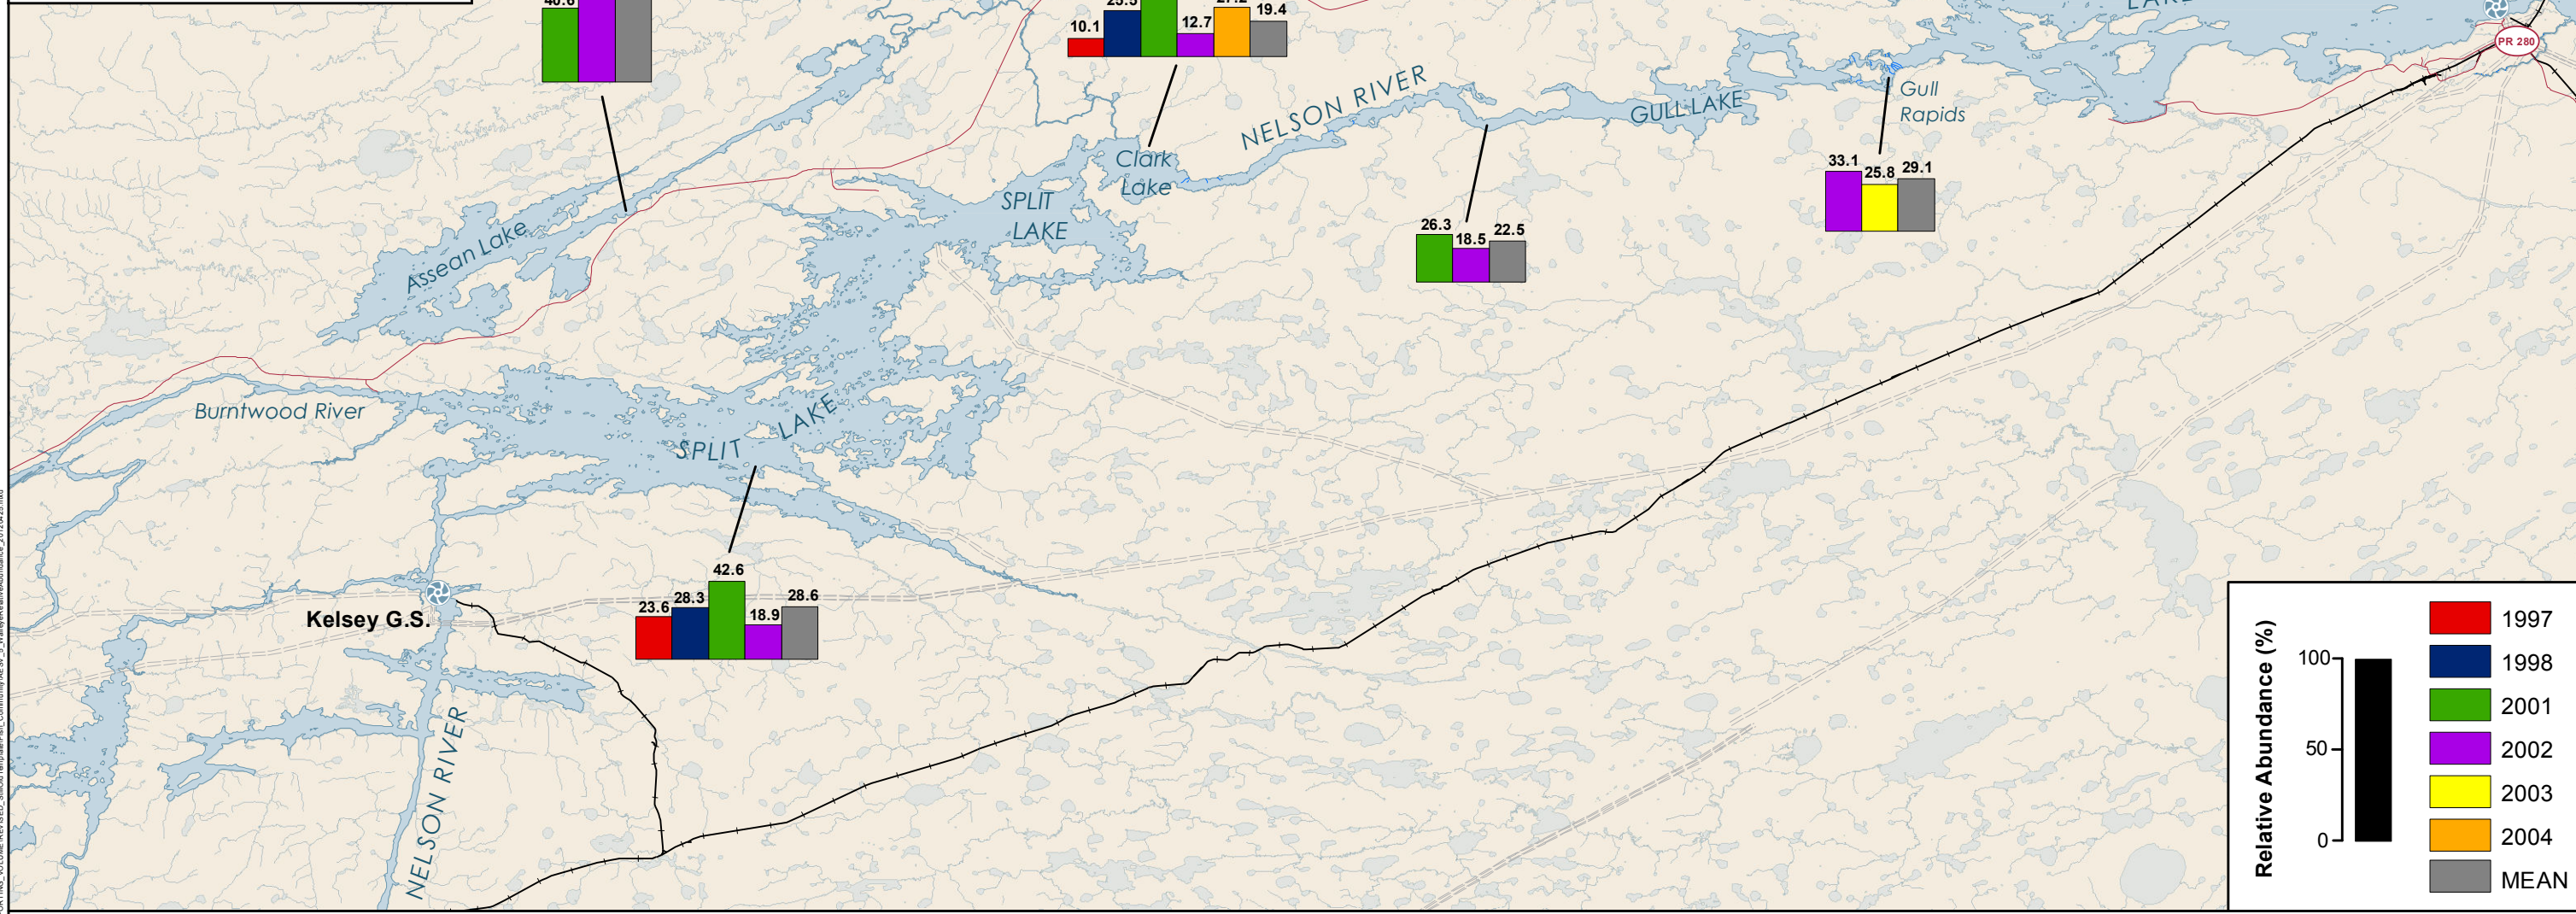 LAKE
PR 280
40.6
10.1
25.5
12.7
27.2
19.4
NELSON RIVER
GULL LAKE
Gull
Rapids
Clark
Lake
SPLIT
LAKE
33.1
25.8
29.1
26.3
18.5
22.5
Assean Lake
Burntwood River
SPLIT LAKE
Kelsey G.S.
23.6
28.3
42.6
18.9
28.6
NELSON RIVER
Relative Abundance (%)
100
50
0
1997
1998
2001
2002
2003
2004
MEAN